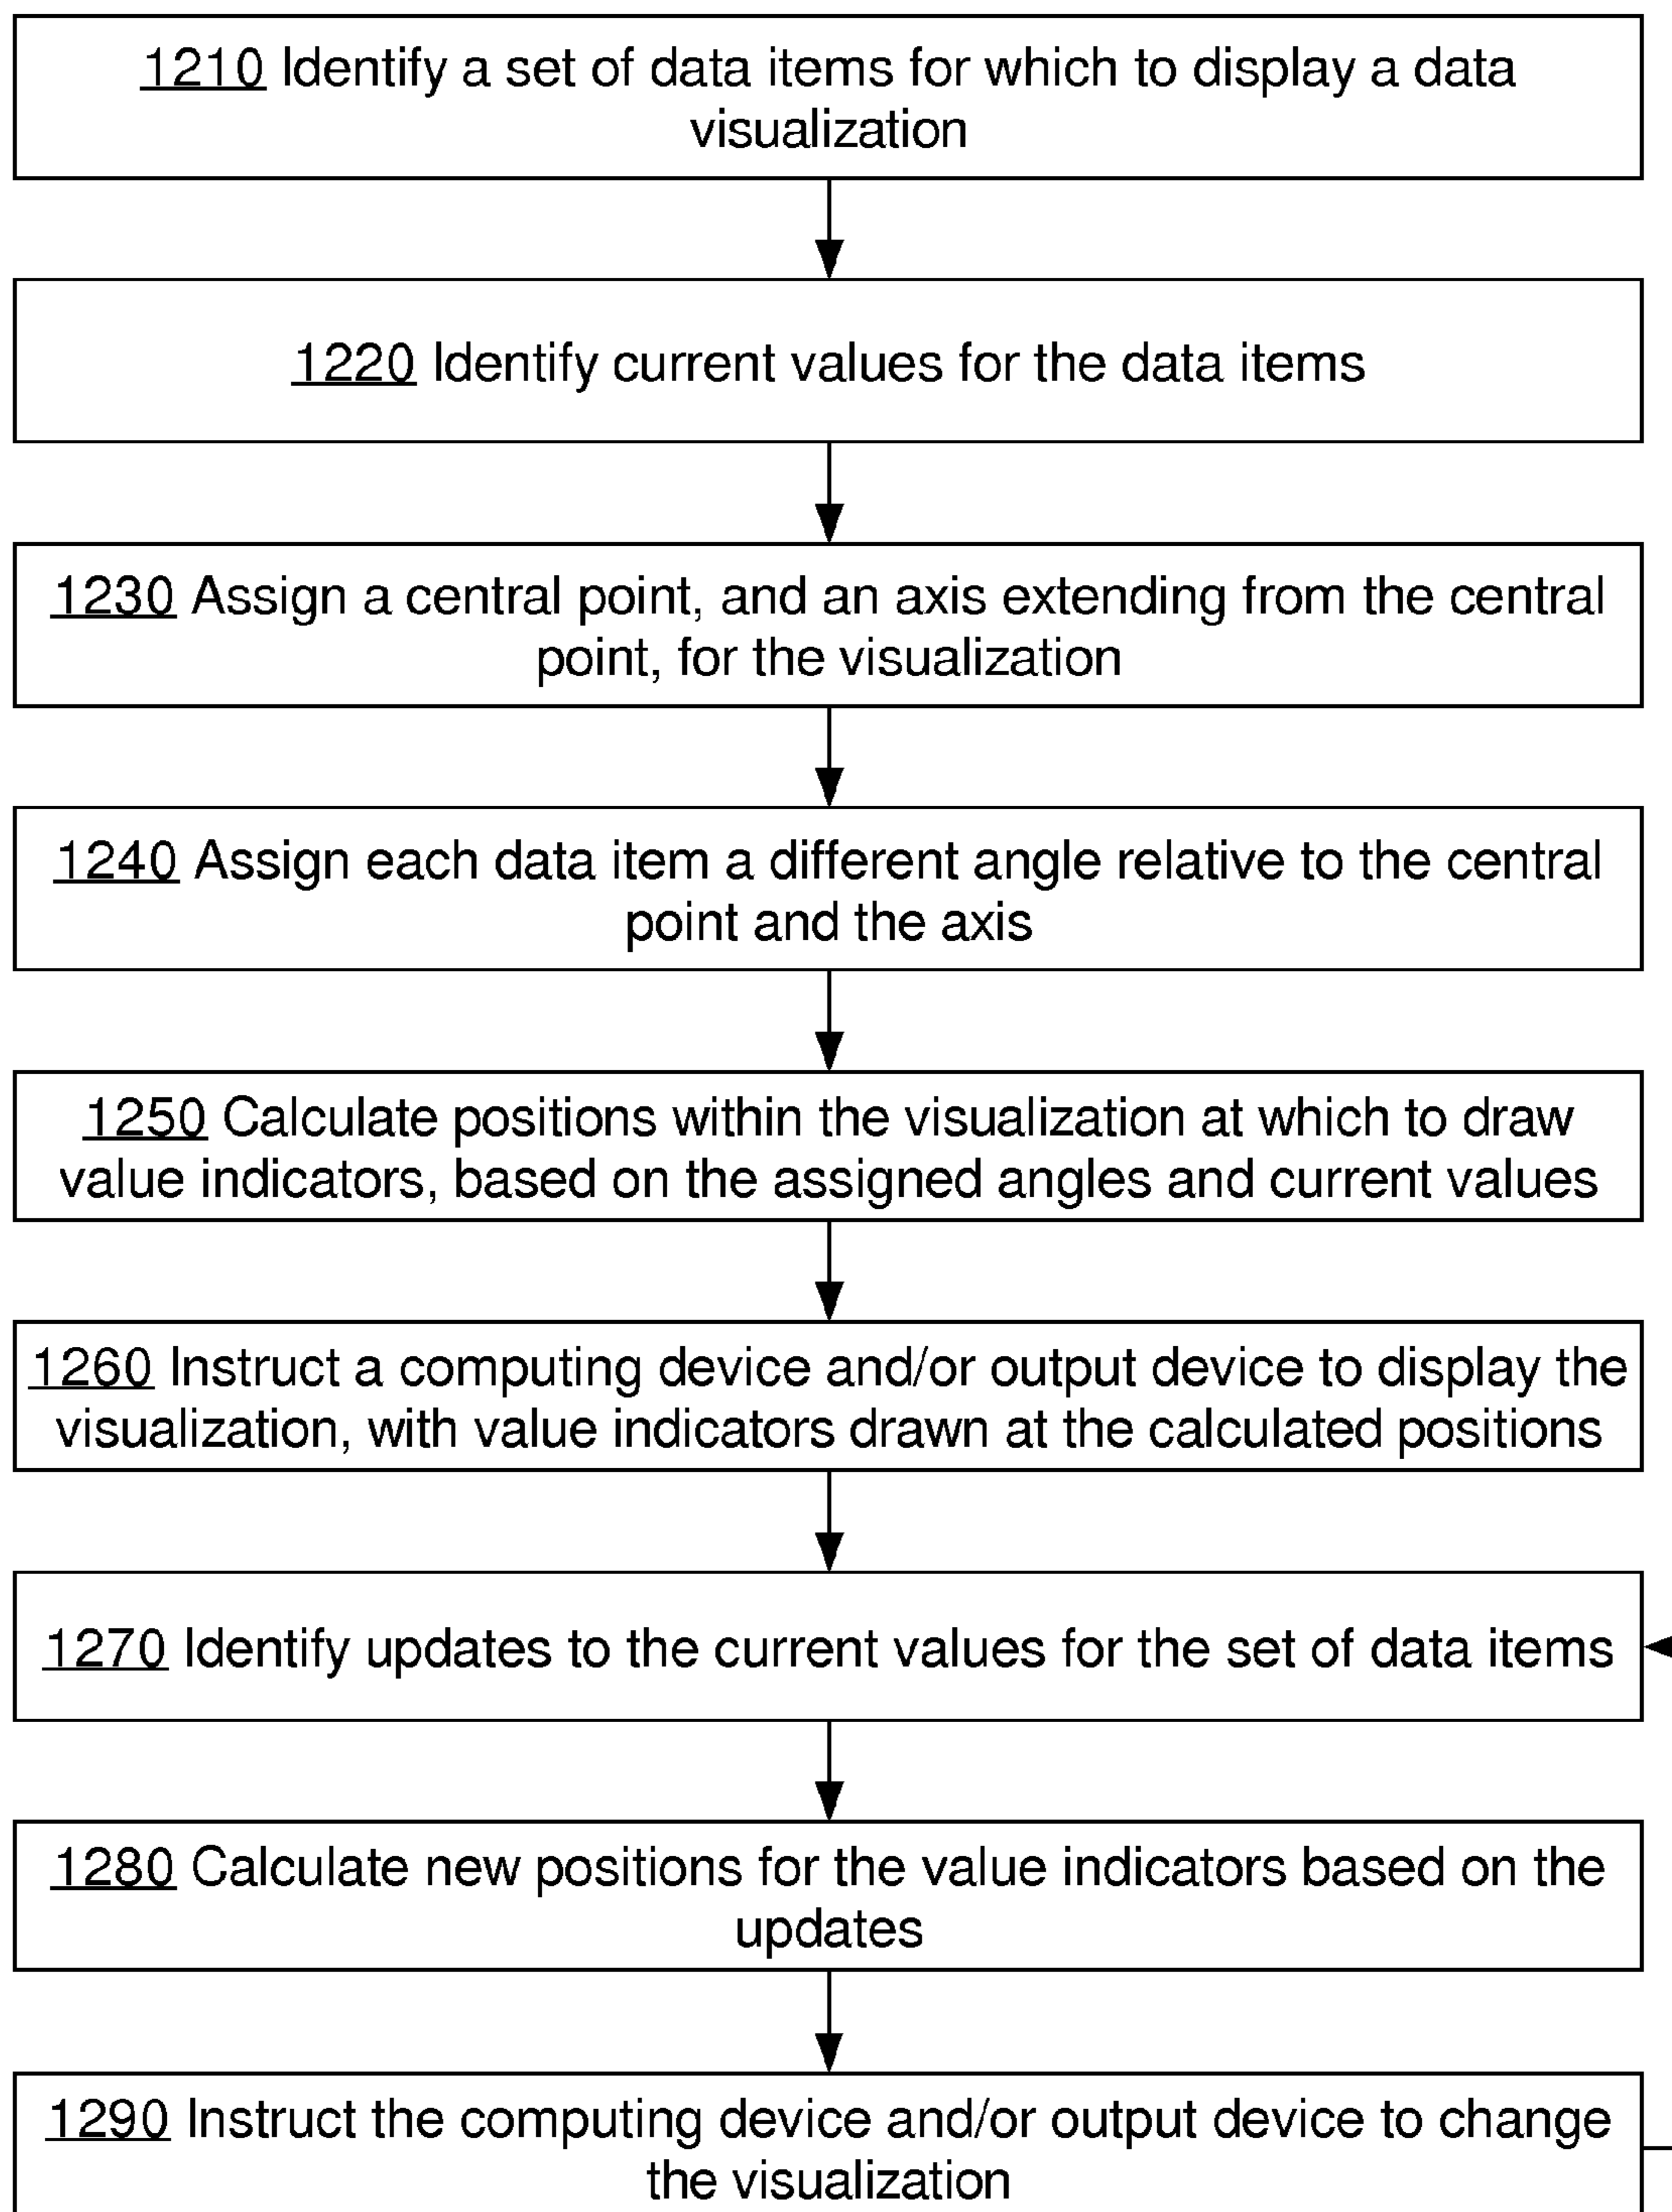 1210 Identify a set of data items for which to display a data
visualization
1220 Identify current values for the data items
1230 Assign a central point, and an axis extending from the central
point, for the visualization
1240 Assign each data item a different angle relative to the central
point and the axis
1250 Calculate positions within the visualization at which to draw
value indicators, based on the assigned angles and current values
1260 Instruct a computing device and/or output device to display the
visualization, with value indicators drawn at the calculated positions
1270 Identify updates to the current values for the set of data items
1280 Calculate new positions for the value indicators based on the
updates
1290 Instruct the computing device and/or output device to change
the visualization